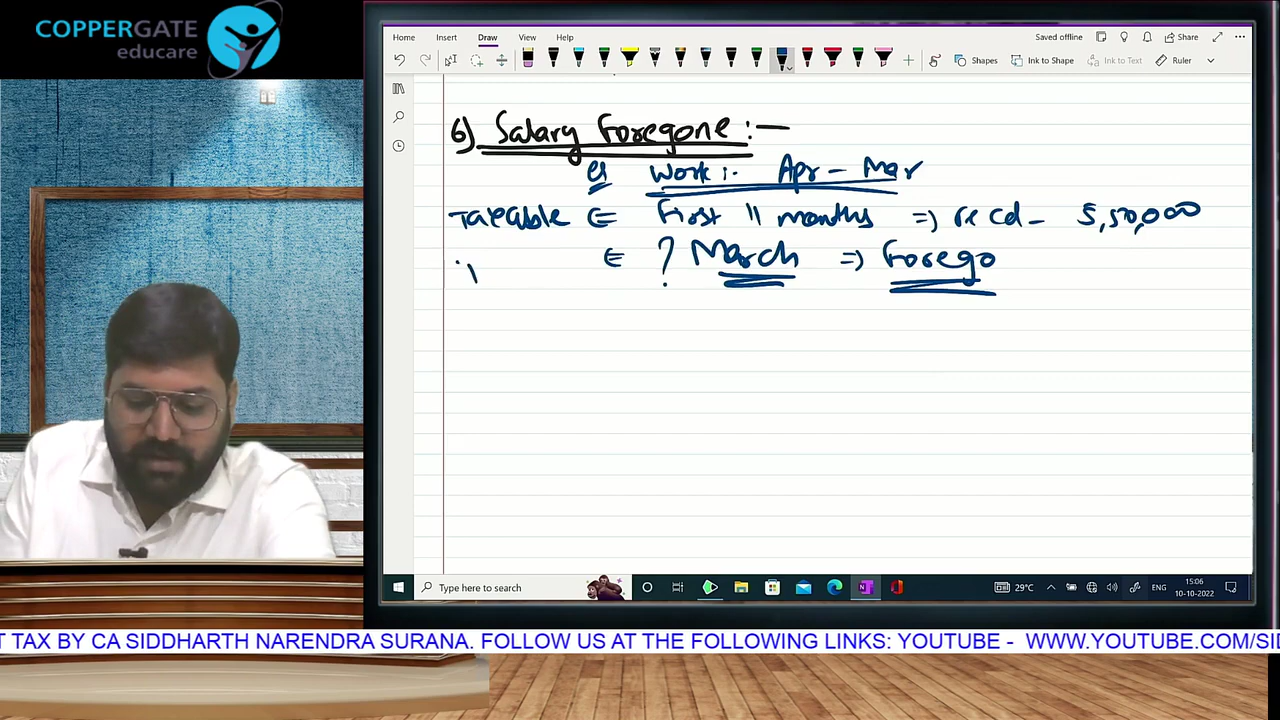 COPPERGATE
educare
Home Insert Draw View Help
Saved offline Share
Shapes Ink to Shape Ink to Text Ruler
6) Salary Foregone :-
eg Work :- Apr - Mar
Taxable ∈ First 11 months ⇒ recd - 5,50,000
∈ ? March ⇒ Forego
Type here to search
29°C
ENG
15:06
10-10-2022
T TAX BY CA SIDDHARTH NARENDRA SURANA. FOLLOW US AT THE FOLLOWING LINKS: YOUTUBE - WWW.YOUTUBE.COM/SID